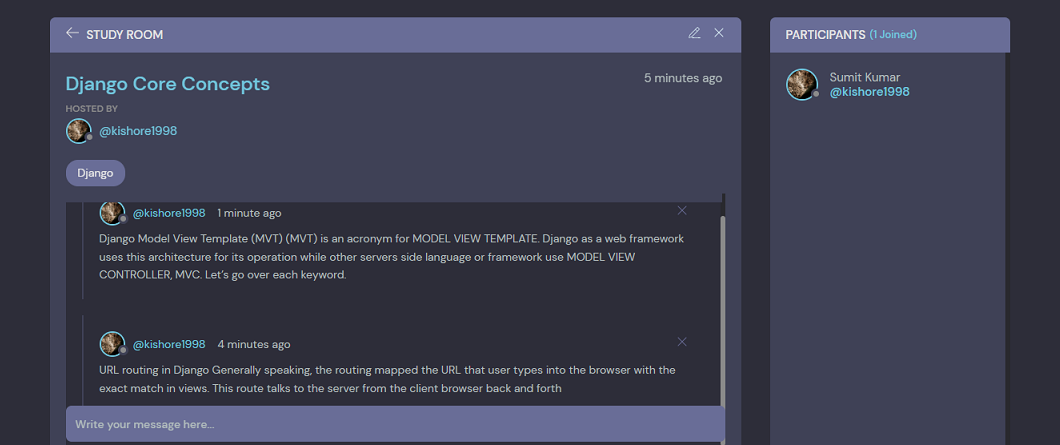 STUDY ROOM
Django Core Concepts
5 minutes ago
HOSTED BY
@kishore1998
Django
@kishore1998 1 minute ago
Django Model View Template (MVT) (MVT) is an acronym for MODEL VIEW TEMPLATE. Django as a web framework
uses this architecture for its operation while other servers side language or framework use MODEL VIEW
CONTROLLER, MVC. Let’s go over each keyword.
@kishore1998 4 minutes ago
URL routing in Django Generally speaking, the routing mapped the URL that user types into the browser with the
exact match in views. This route talks to the server from the client browser back and forth
Write your message here...
PARTICIPANTS (1 Joined)
Sumit Kumar
@kishore1998